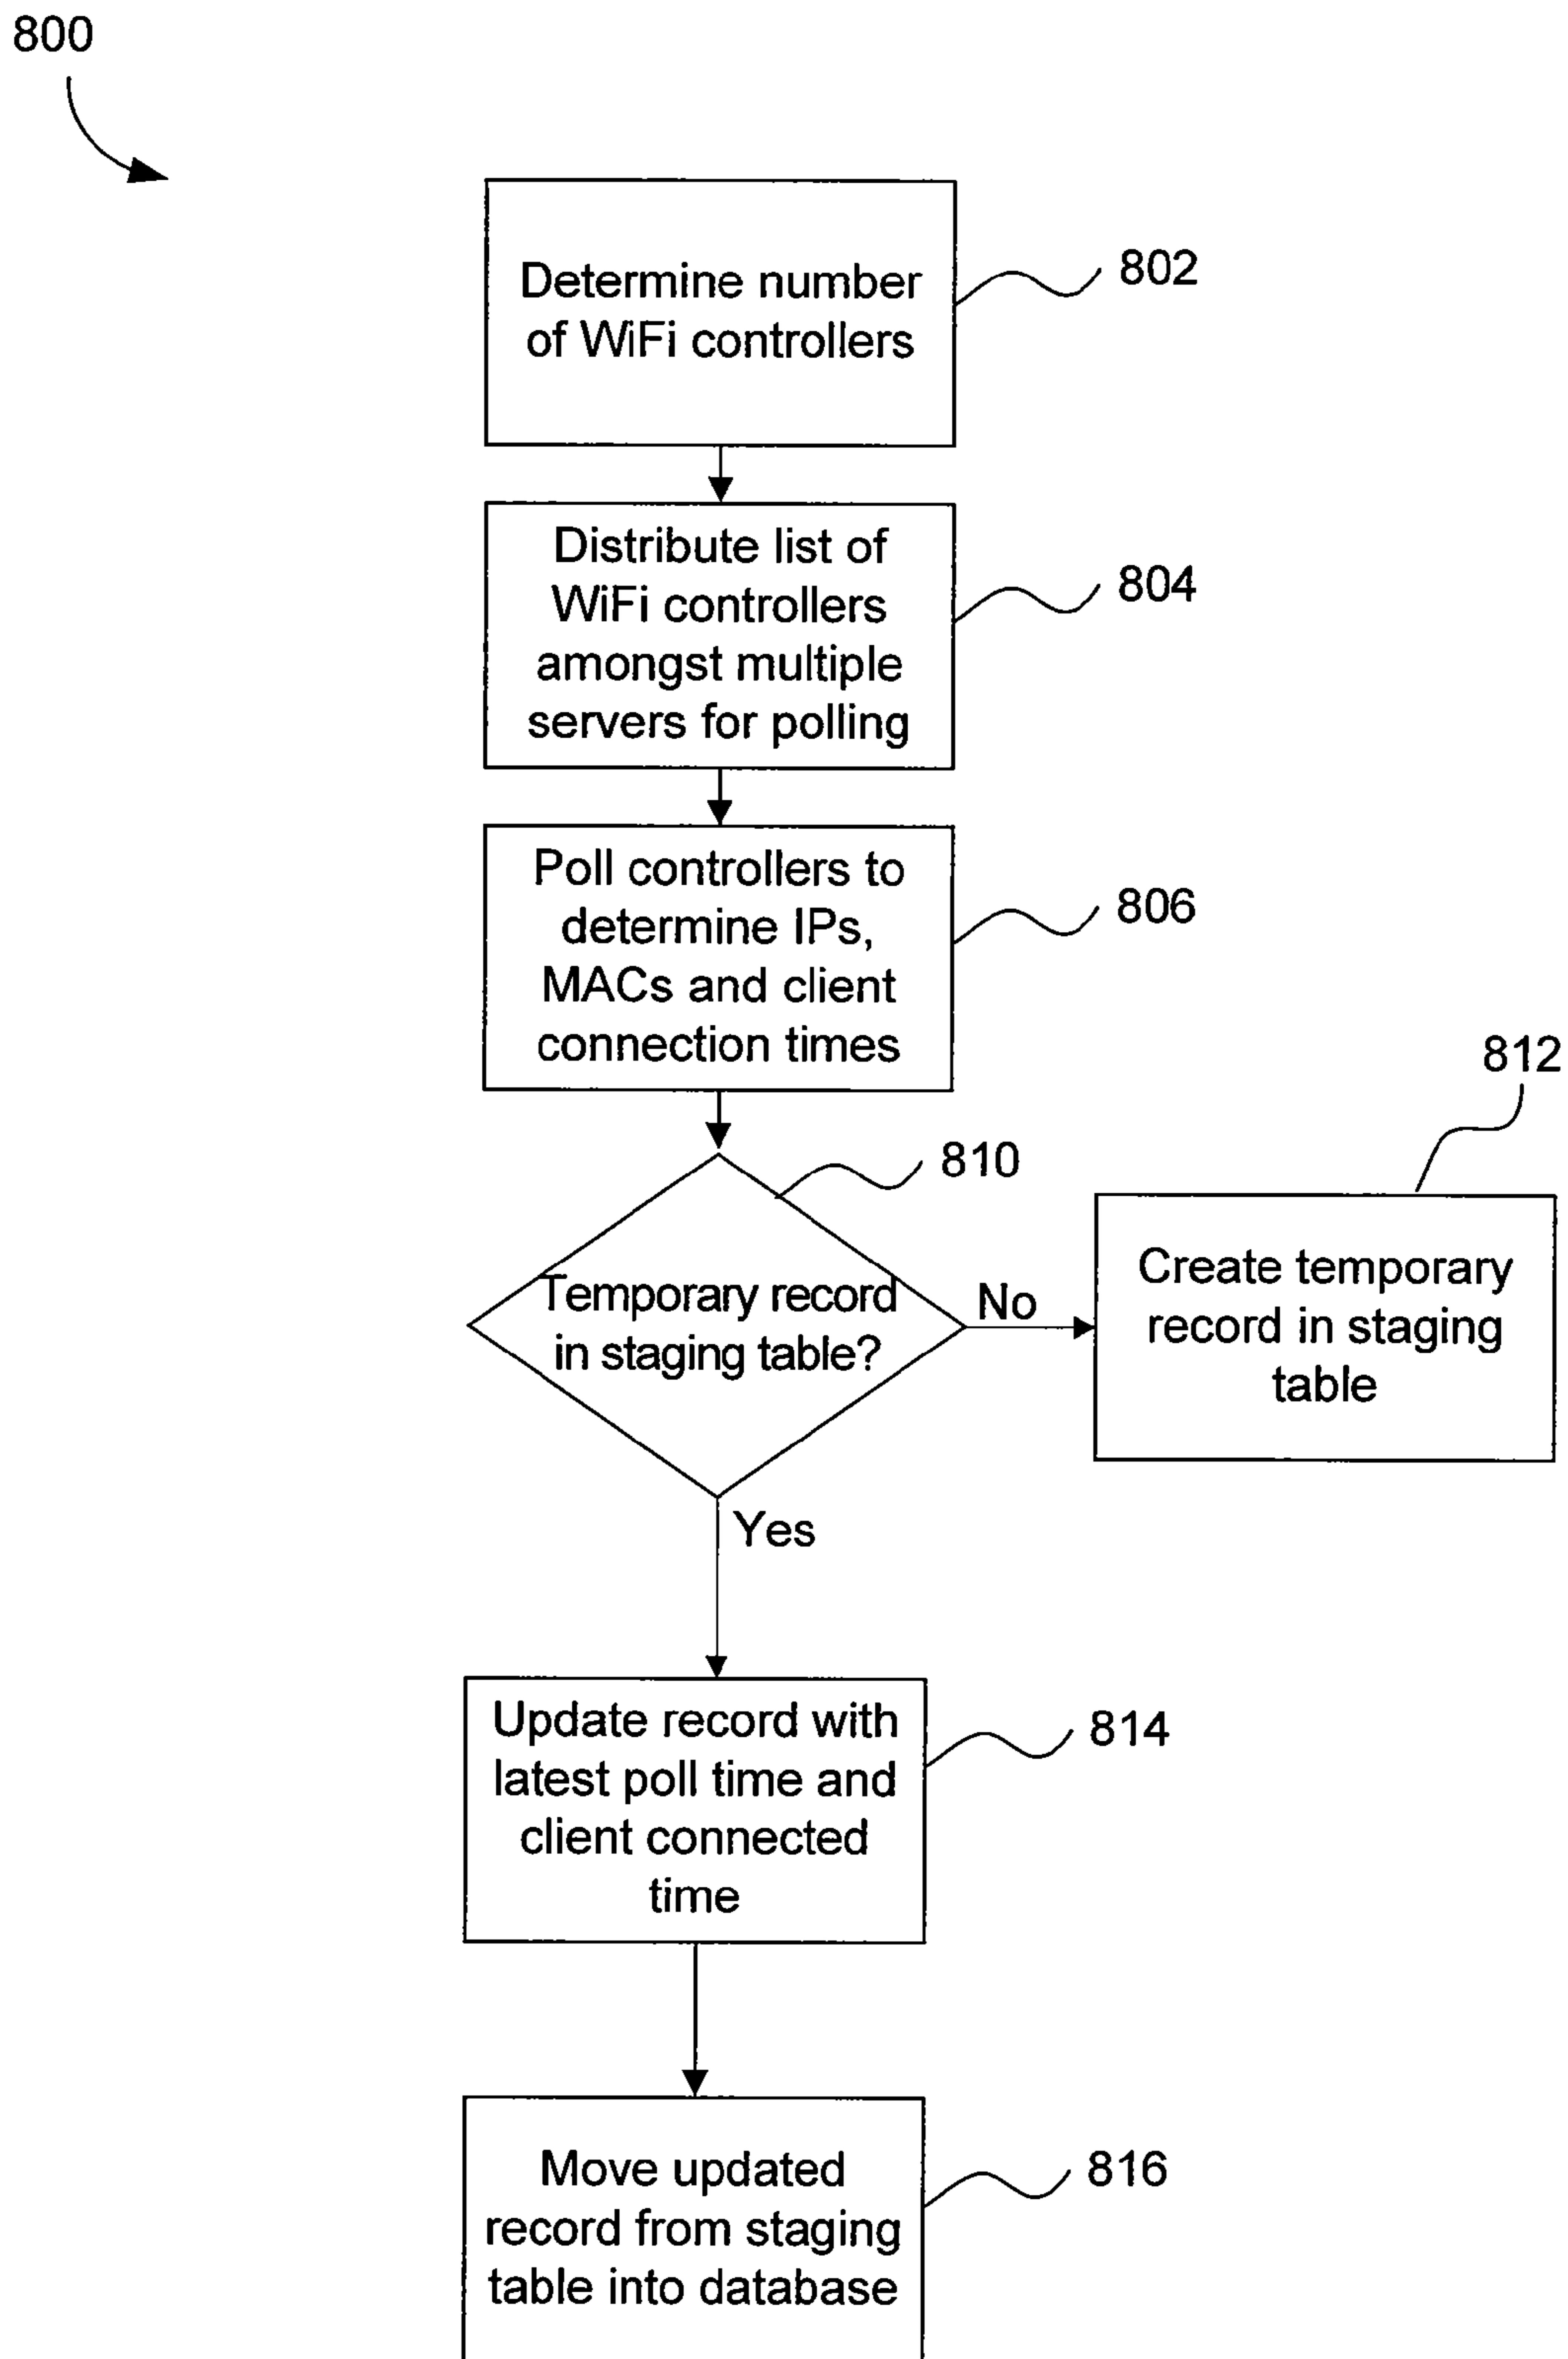 800
Determine number
of WiFi controllers
802
Distribute list of
WiFi controllers
amongst multiple
servers for polling
804
Poll controllers to
determine IPs,
MACs and client
connection times
806
812
810
Temporary record
in staging table?
No
Create temporary
record in staging
table
Yes
Update record with
latest poll time and
client connected
time
814
Move updated
record from staging
table into database
816